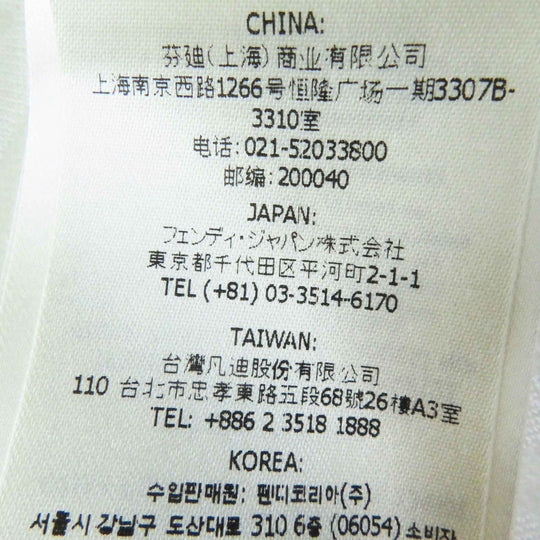 CHINA:
芬迪(上海)商业有限公司
上海南京西路1266号恒隆广场一期3307B-
3310室
电话: 021-52033800
邮编: 200040
JAPAN:
フェンディ・ジャパン株式会社
東京都千代田区平河町2-1-1
TEL (+81) 03-3514-6170
TAIWAN:
台灣凡迪股份有限公司
110 台北市忠孝東路五段68號26樓A3室
TEL: +886 2 3518 1888
KOREA:
수입판매원: 펜디코리아(주)
서울시 강남구 도산대로 310 6층 (06054) 소비자